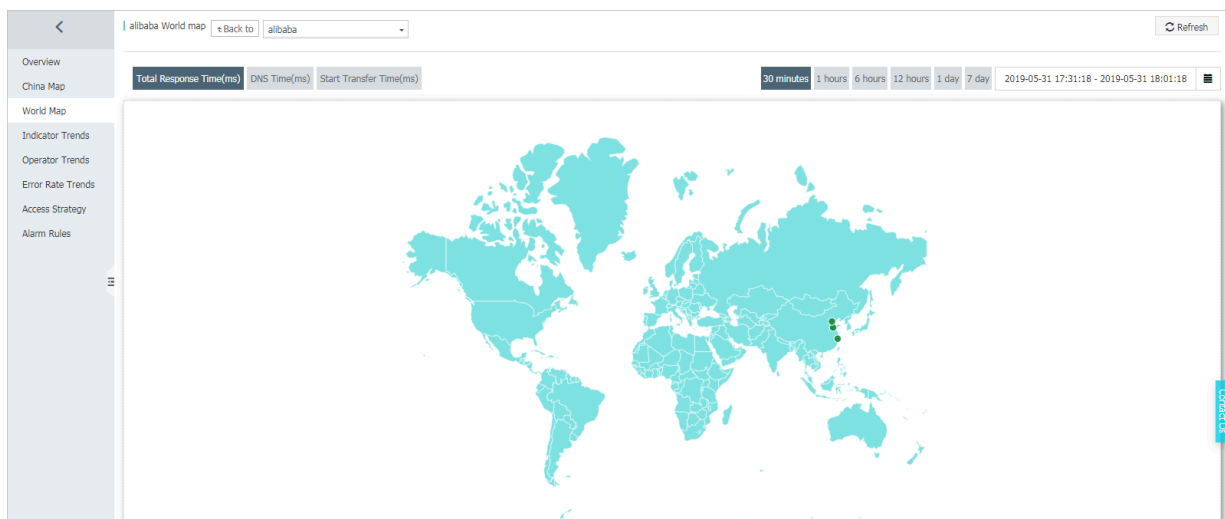 alibaba World map Back to alibaba Refresh
Overview
China Map
World Map
Indicator Trends
Operator Trends
Error Rate Trends
Access Strategy
Alarm Rules
Total Response Time(ms) DNS Time(ms) Start Transfer Time(ms) 30 minutes 1 hours 6 hours 12 hours 1 day 7 day 2019-05-31 17:31:18 - 2019-05-31 18:01:18
Contact Us